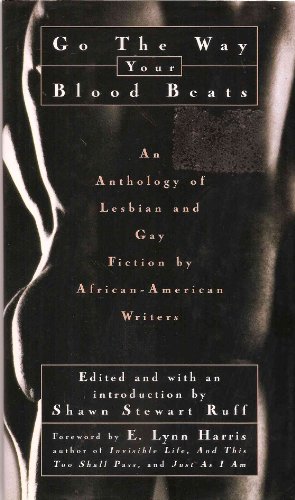 Go The Way
Your
Blood Beats
An
Anthology of
Lesbian and
Gay
Fiction by
African-American
Writers
Edited and with an
introduction by
Shawn Stewart Ruff
Foreword by E. Lynn Harris
author of Invisible Life, And This
Too Shall Pass, and Just As I Am